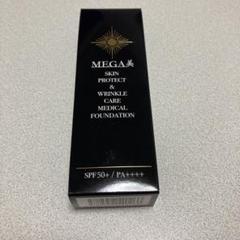 MEGA美
SKIN
PROTECT
&
WRINKLE
CARE
MEDICAL
FOUNDATION
SPF50+ / PA++++